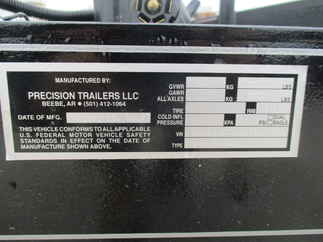 MANUFACTURED BY:
PRECISION TRAILERS LLC
BEEBE, AR • (501) 412-1064
DATE OF MFG.
THIS VEHICLE CONFORMS TO ALL APPLICABLE
U.S. FEDERAL MOTOR VEHICLE SAFETY
STANDARDS IN EFFECT ON THE DATE OF
MANUFACTURE SHOWN ABOVE.
GVWR KG LBS
GAWR
ALL AXLES KG LBS
TIRE RIM
COLD INFL. DUAL
PRESSURE KPA PSI SINGLE
VIN
TYPE